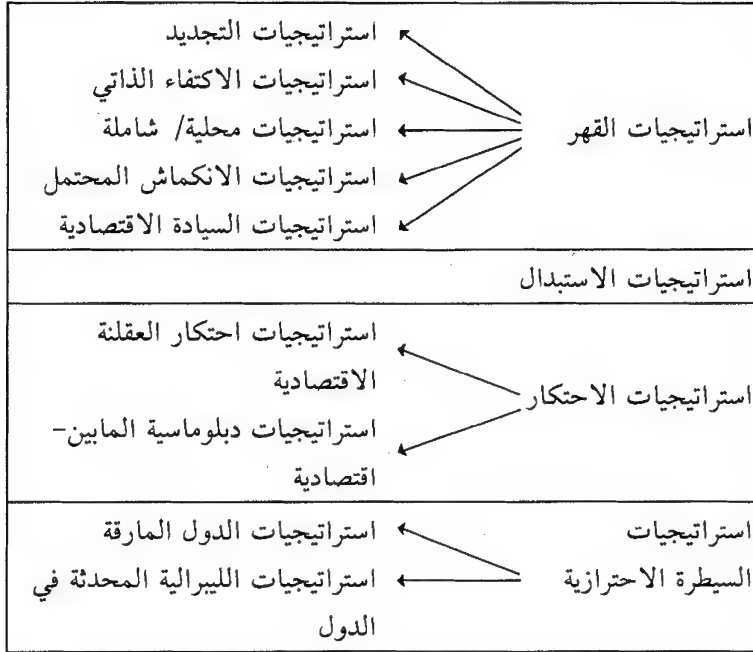 استراتيجيات القهر
استراتيجيات التجديد
استراتيجيات الاكتفاء الذاتي
استراتيجيات محلية/ شاملة
استراتيجيات الانكماش المحتمل
استراتيجيات السيادة الاقتصادية
استراتيجيات الاستبدال
استراتيجيات الاحتكار
استراتيجيات احتكار العقلنة
الاقتصادية
استراتيجيات دبلوماسية المابين-
اقتصادية
استراتيجيات
السيطرة الاحترازية
استراتيجيات الدول المارقة
استراتيجيات الليبرالية المحدثة في
الدول